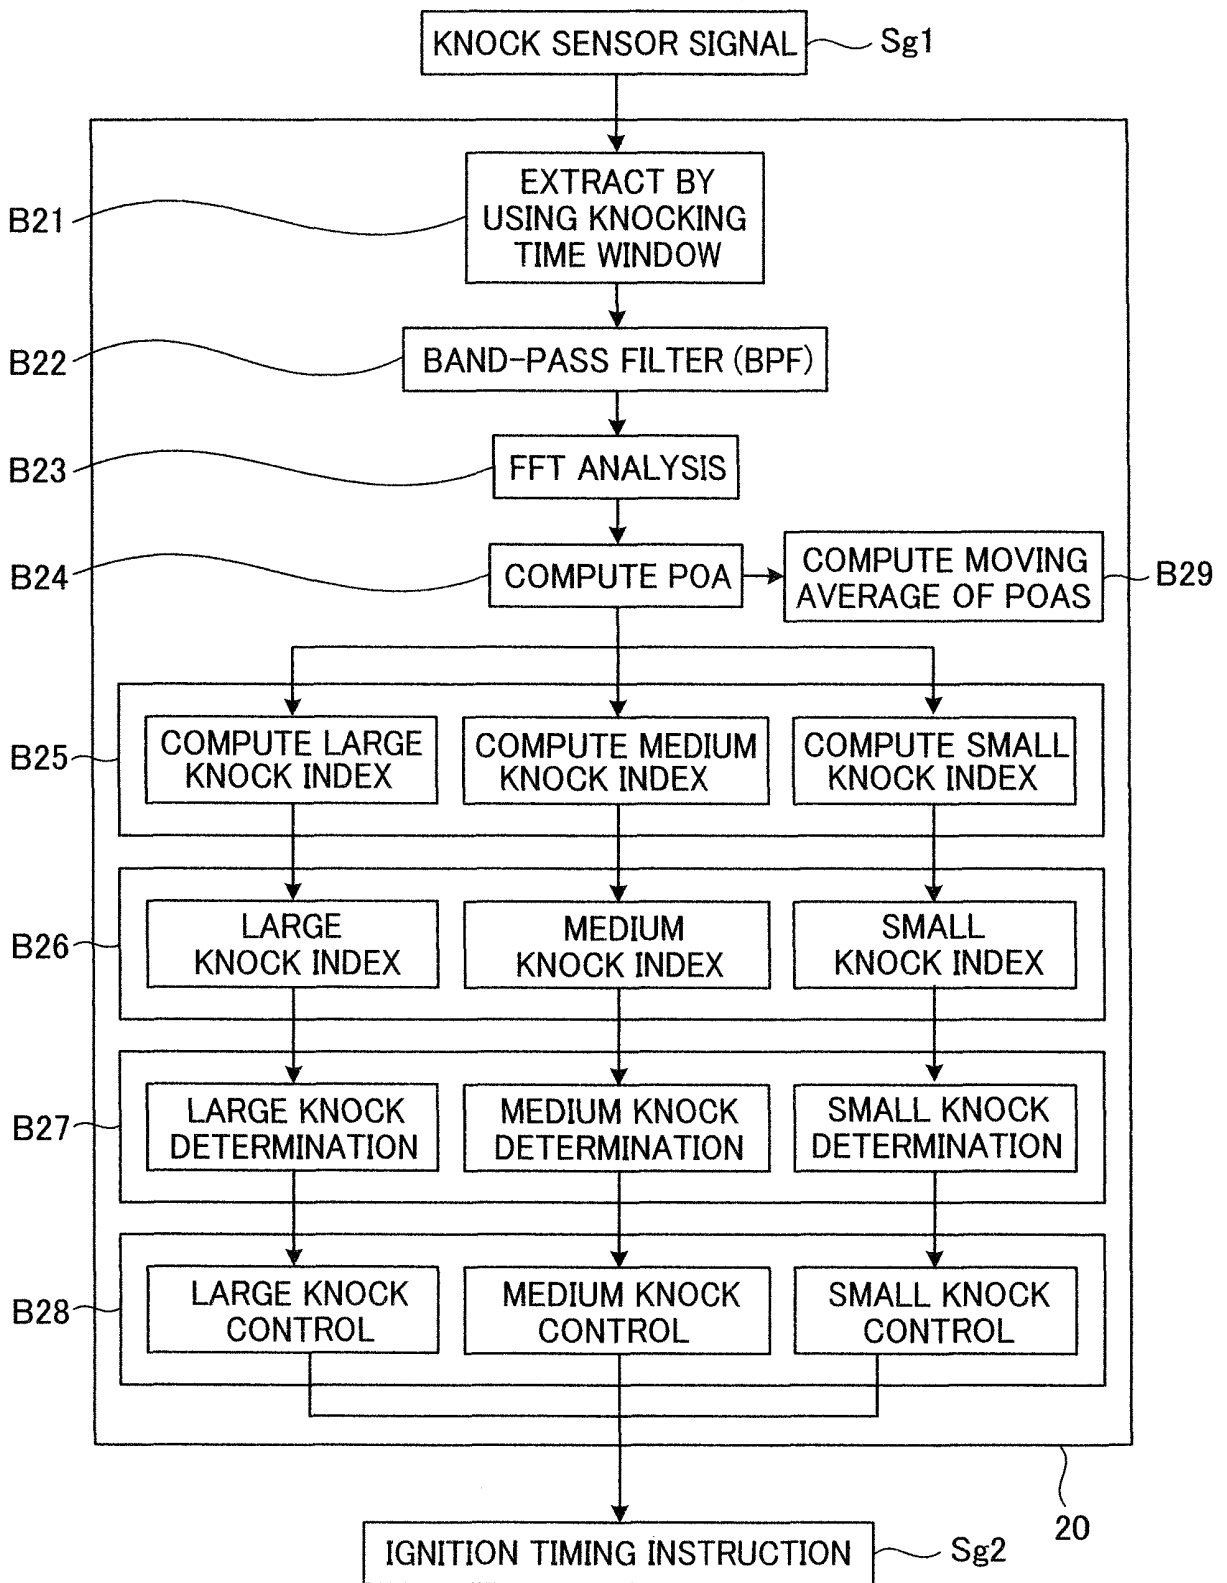 KNOCK SENSOR SIGNAL
Sg1
EXTRACT BY
USING KNOCKING
TIME WINDOW
B21
BAND-PASS FILTER (BPF)
B22
FFT ANALYSIS
B23
COMPUTE POA
B24
COMPUTE MOVING
AVERAGE OF POAS
B29
B25
COMPUTE LARGE
KNOCK INDEX
COMPUTE MEDIUM
KNOCK INDEX
COMPUTE SMALL
KNOCK INDEX
B26
LARGE
KNOCK INDEX
MEDIUM
KNOCK INDEX
SMALL
KNOCK INDEX
B27
LARGE KNOCK
DETERMINATION
MEDIUM KNOCK
DETERMINATION
SMALL KNOCK
DETERMINATION
B28
LARGE KNOCK
CONTROL
MEDIUM KNOCK
CONTROL
SMALL KNOCK
CONTROL
20
IGNITION TIMING INSTRUCTION
Sg2